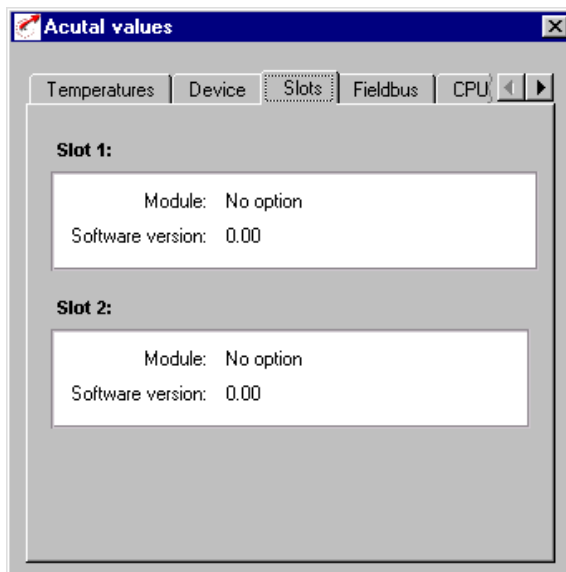 Acutal values
Temperatures Device Slots Fieldbus CPU
Slot 1:
Module: No option
Software version: 0.00
Slot 2:
Module: No option
Software version: 0.00